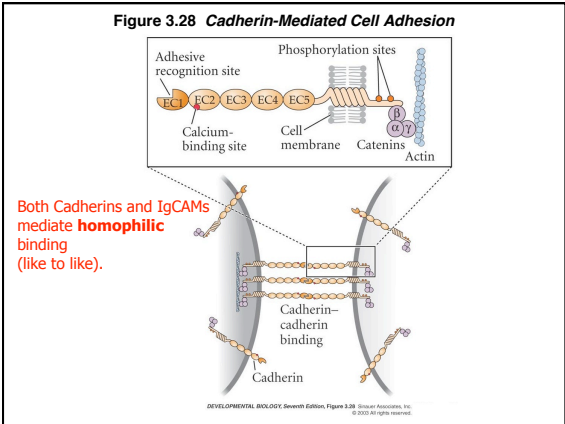 Figure 3.28 Cadherin-Mediated Cell Adhesion
Adhesive
recognition site
Phosphorylation sites
EC1 EC2 EC3 EC4 EC5
β
α γ
Calcium-
binding site
Cell
membrane
Catenins
Actin
Both Cadherins and IgCAMs
mediate homophilic
binding
(like to like).
Cadherin–
cadherin
binding
Cadherin
DEVELOPMENTAL BIOLOGY, Seventh Edition, Figure 3.28 Sinauer Associates, Inc.
© 2003 All rights reserved.